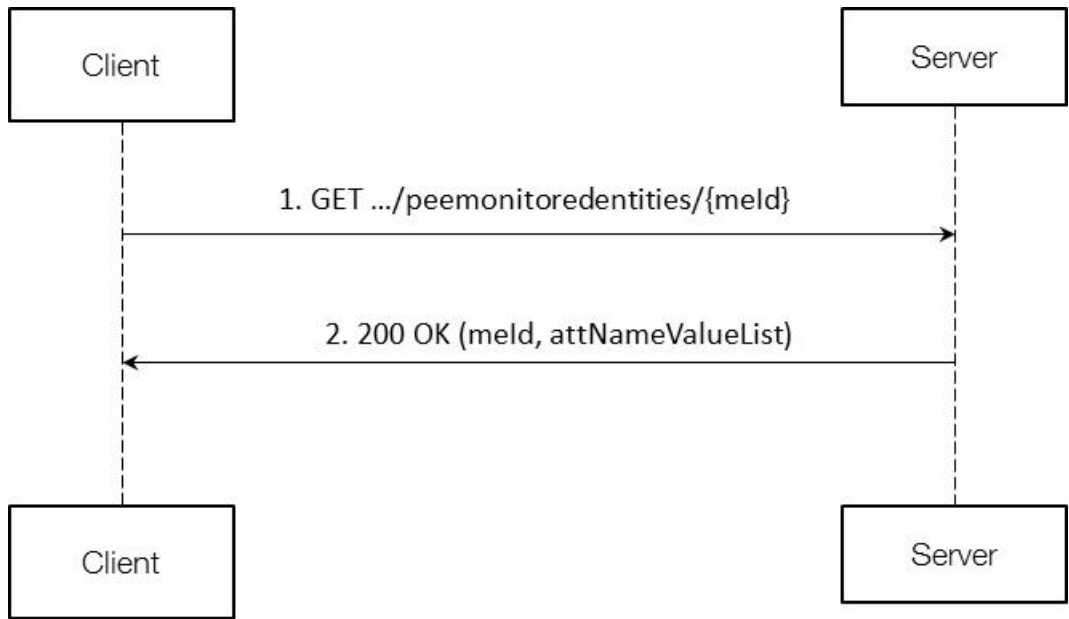 Client
Server
1. GET .../peemonitoredentities/{meId}
2. 200 OK (meId, attNameValueList)
Client
Server